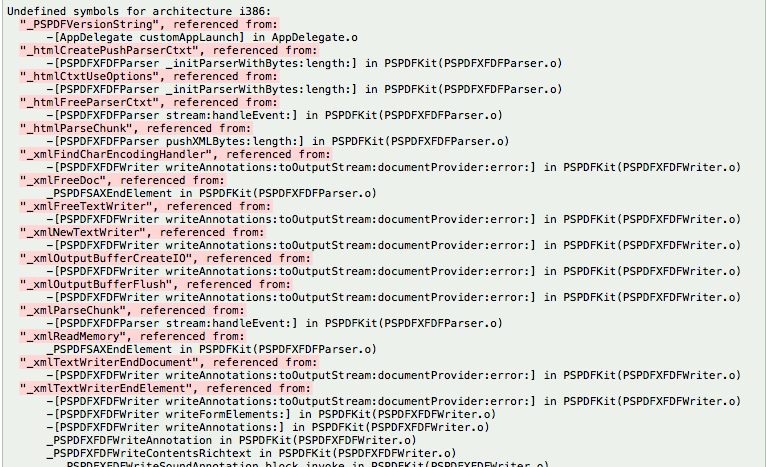 Undefined symbols for architecture i386:
"_PSPDFVersionString", referenced from:
-[AppDelegate customAppLaunch] in AppDelegate.o
"_htmlCreatePushParserCtxt", referenced from:
-[PSPDFXFDFParser _initParserWithBytes:length:] in PSPDFKit(PSPDFXFDFParser.o)
"_htmlCtxtUseOptions", referenced from:
-[PSPDFXFDFParser _initParserWithBytes:length:] in PSPDFKit(PSPDFXFDFParser.o)
"_htmlFreeParserCtxt", referenced from:
-[PSPDFXFDFParser stream:handleEvent:] in PSPDFKit(PSPDFXFDFParser.o)
"_htmlParseChunk", referenced from:
-[PSPDFXFDFParser pushXMLBytes:length:] in PSPDFKit(PSPDFXFDFParser.o)
"_xmlFindCharEncodingHandler", referenced from:
-[PSPDFXFDFWriter writeAnnotations:toOutputStream:documentProvider:error:] in PSPDFKit(PSPDFXFDFWriter.o)
"_xmlFreeDoc", referenced from:
_PSPDFSAXEndElement in PSPDFKit(PSPDFXFDFParser.o)
"_xmlFreeTextWriter", referenced from:
-[PSPDFXFDFWriter writeAnnotations:toOutputStream:documentProvider:error:] in PSPDFKit(PSPDFXFDFWriter.o)
"_xmlNewTextWriter", referenced from:
-[PSPDFXFDFWriter writeAnnotations:toOutputStream:documentProvider:error:] in PSPDFKit(PSPDFXFDFWriter.o)
"_xmlOutputBufferCreateIO", referenced from:
-[PSPDFXFDFWriter writeAnnotations:toOutputStream:documentProvider:error:] in PSPDFKit(PSPDFXFDFWriter.o)
"_xmlOutputBufferFlush", referenced from:
-[PSPDFXFDFWriter writeAnnotations:toOutputStream:documentProvider:error:] in PSPDFKit(PSPDFXFDFWriter.o)
"_xmlParseChunk", referenced from:
-[PSPDFXFDFParser stream:handleEvent:] in PSPDFKit(PSPDFXFDFParser.o)
"_xmlReadMemory", referenced from:
_PSPDFSAXEndElement in PSPDFKit(PSPDFXFDFParser.o)
"_xmlTextWriterEndDocument", referenced from:
-[PSPDFXFDFWriter writeAnnotations:toOutputStream:documentProvider:error:] in PSPDFKit(PSPDFXFDFWriter.o)
"_xmlTextWriterEndElement", referenced from:
-[PSPDFXFDFWriter writeFormElements:] in PSPDFKit(PSPDFXFDFWriter.o)
-[PSPDFXFDFWriter writeAnnotations:] in PSPDFKit(PSPDFXFDFWriter.o)
_PSPDFXFDFWriteAnnotation in PSPDFKit(PSPDFXFDFWriter.o)
_PSPDFXFDFWriteContentsRichtext in PSPDFKit(PSPDFXFDFWriter.o)
___PSPDFXFDFWriteSoundAnnotation_block_invoke in PSPDFKit(PSPDFXFDFWriter.o)